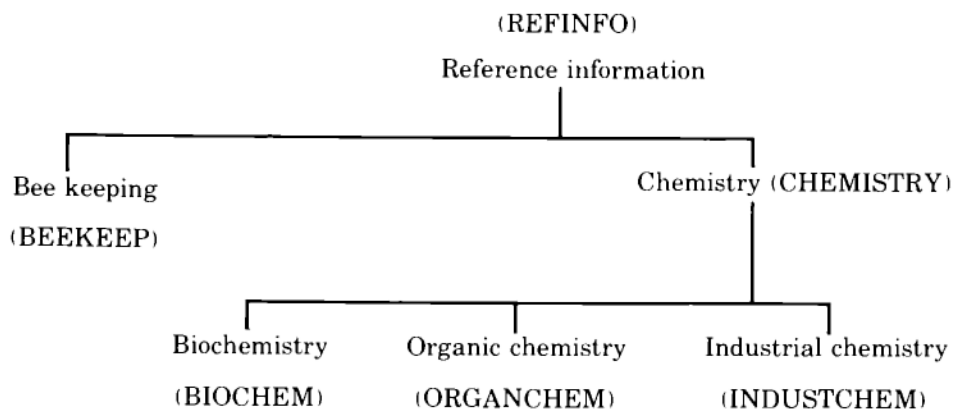 (REFINFO)
Reference information
Bee keeping
(BEEKEEP)
Chemistry (CHEMISTRY)
Biochemistry
(BIOCHEM)
Organic chemistry
(ORGANCHEM)
Industrial chemistry
(INDUSTCHEM)